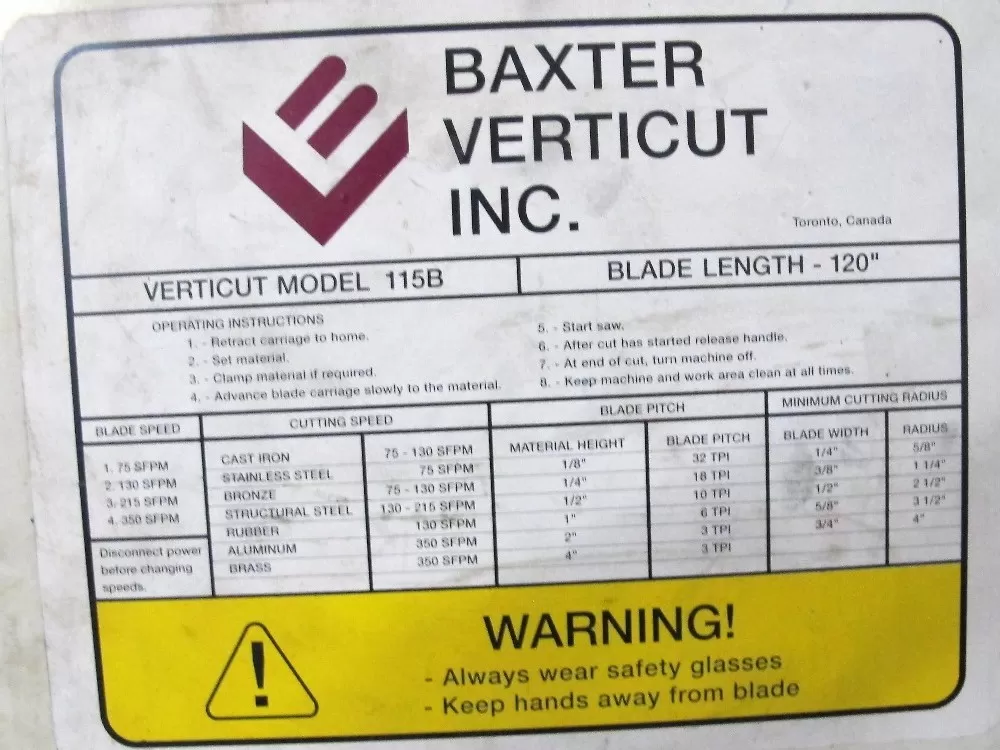 BAXTER
VERTICUT
INC.
Toronto, Canada
VERTICUT MODEL 115B
BLADE LENGTH - 120"
OPERATING INSTRUCTIONS
1. - Retract carriage to home.
2. - Set material.
3. - Clamp material if required.
4. - Advance blade carriage slowly to the material.
5. - Start saw.
6. - After cut has started release handle.
7. - At end of cut, turn machine off.
8. - Keep machine and work area clean at all times.
BLADE SPEED
1. 75 SFPM
2. 130 SFPM
3. 215 SFPM
4. 350 SFPM
Disconnect power
before changing
speeds.
CUTTING SPEED
CAST IRON 75 - 130 SFPM
STAINLESS STEEL 75 SFPM
BRONZE 75 - 130 SFPM
STRUCTURAL STEEL 130 - 215 SFPM
RUBBER 130 SFPM
ALUMINUM 350 SFPM
BRASS 350 SFPM
BLADE PITCH
MATERIAL HEIGHT BLADE PITCH
1/8" 32 TPI
1/4" 18 TPI
1/2" 10 TPI
1" 6 TPI
2" 3 TPI
4" 3 TPI
MINIMUM CUTTING RADIUS
BLADE WIDTH RADIUS
1/4" 5/8"
3/8" 1 1/4"
1/2" 2 1/2"
5/8" 3 1/2"
3/4" 4"
WARNING!
- Always wear safety glasses
- Keep hands away from blade